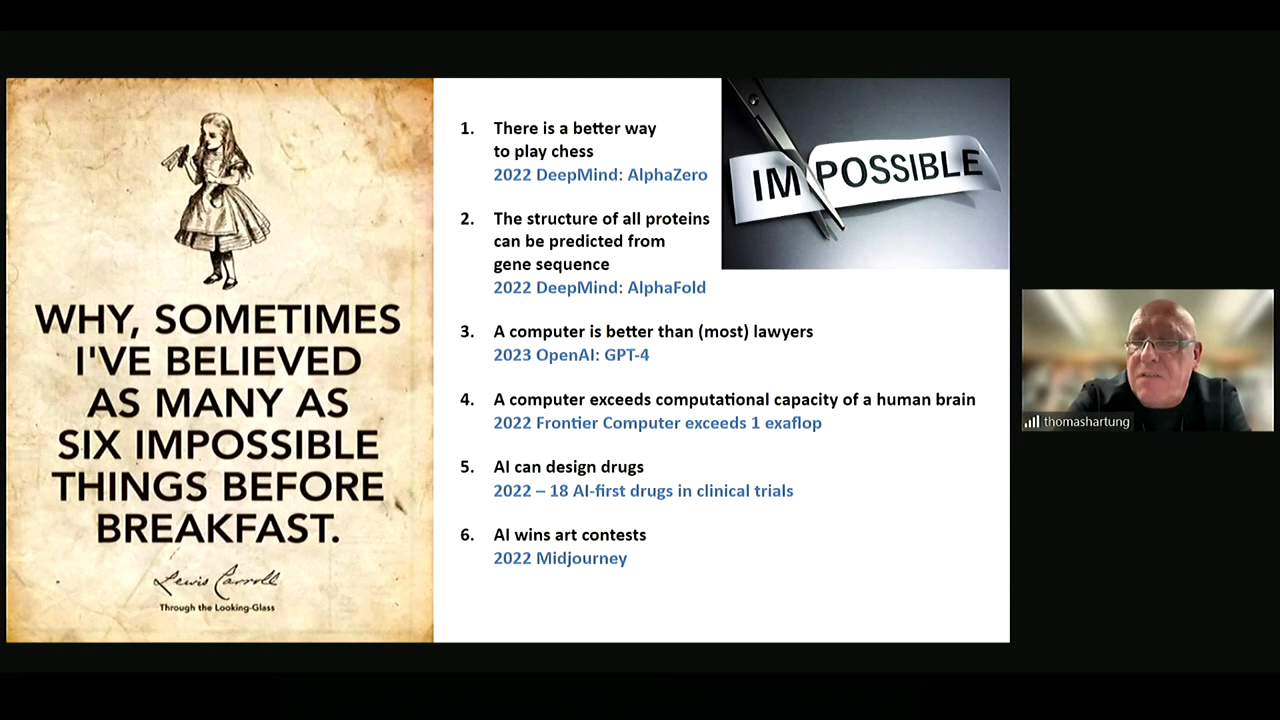 WHY, SOMETIMES
I'VE BELIEVED
AS MANY AS
SIX IMPOSSIBLE
THINGS BEFORE
BREAKFAST.
Lewis Carroll
Through the Looking-Glass
1. There is a better way
to play chess
2022 DeepMind: AlphaZero
2. The structure of all proteins
can be predicted from
gene sequence
2022 DeepMind: AlphaFold
3. A computer is better than (most) lawyers
2023 OpenAI: GPT-4
4. A computer exceeds computational capacity of a human brain
2022 Frontier Computer exceeds 1 exaflop
5. AI can design drugs
2022 – 18 AI-first drugs in clinical trials
6. AI wins art contests
2022 Midjourney
IMPOSSIBLE
thomashartung